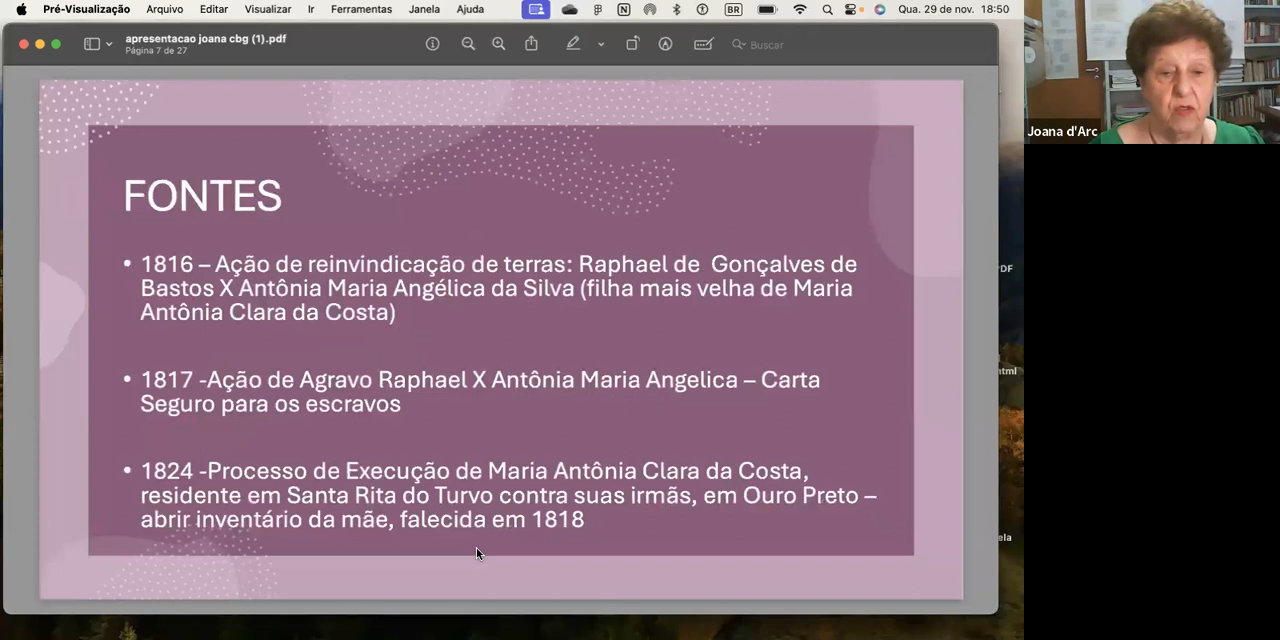 Pré-Visualização Arquivo Editar Visualizar Ir Ferramentas Janela Ajuda BR Qua. 29 de nov. 18:50
apresentacao joana cbg (1).pdf
Página 7 de 27
Buscar
Joana d'Arc
FONTES
• 1816 – Ação de reinvindicação de terras: Raphael de Gonçalves de
Bastos X Antônia Maria Angélica da Silva (filha mais velha de Maria
Antônia Clara da Costa)
• 1817 -Ação de Agravo Raphael X Antônia Maria Angelica – Carta
Seguro para os escravos
• 1824 -Processo de Execução de Maria Antônia Clara da Costa,
residente em Santa Rita do Turvo contra suas irmãs, em Ouro Preto –
abrir inventário da mãe, falecida em 1818